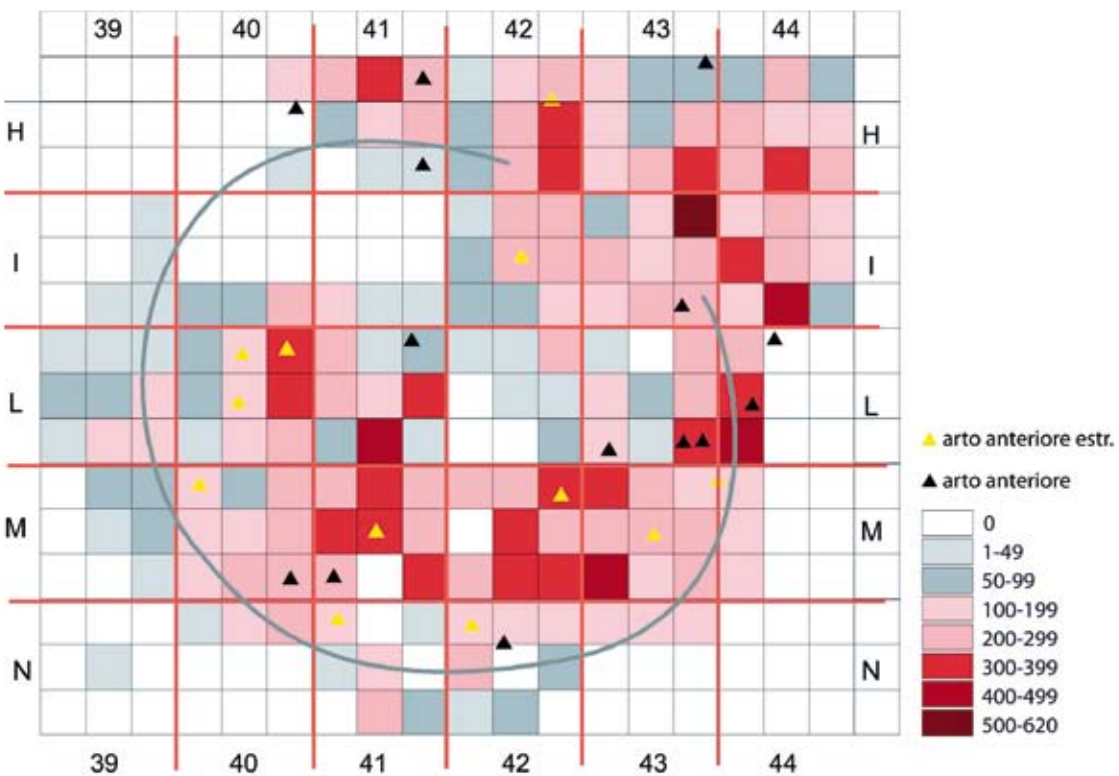 39 40 41 42 43 44
H H
I I
L L
arto anteriore estr.
arto anteriore
M M
0
1-49
50-99
100-199
200-299
300-399
400-499
500-620
N N
39 40 41 42 43 44